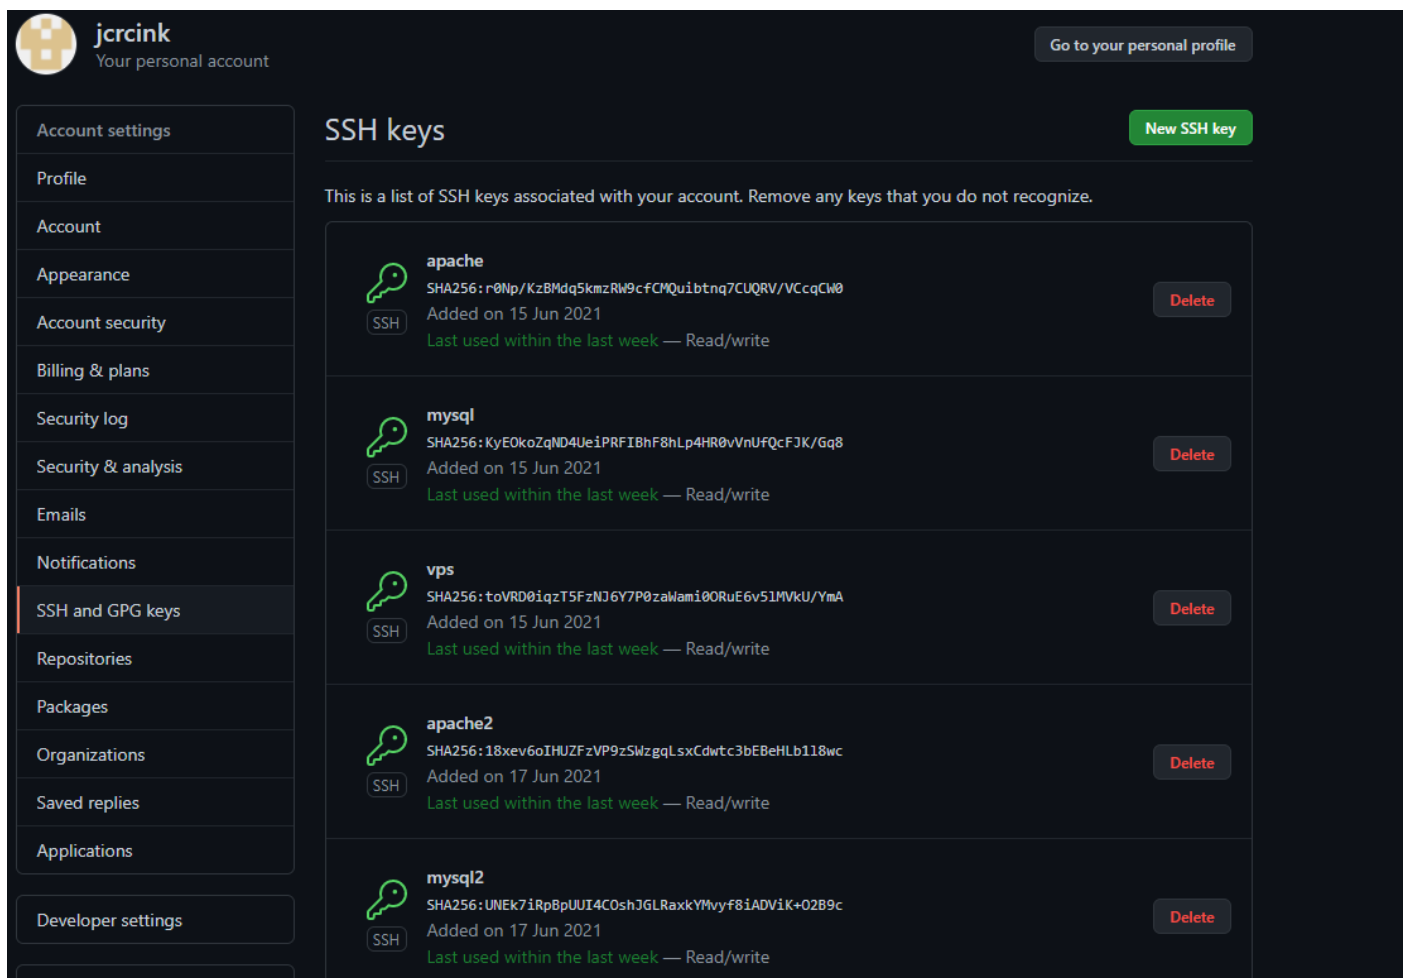 jcrcink
Your personal account
Go to your personal profile
Account settings
Profile
Account
Appearance
Account security
Billing & plans
Security log
Security & analysis
Emails
Notifications
SSH and GPG keys
Repositories
Packages
Organizations
Saved replies
Applications
Developer settings
SSH keys
New SSH key
This is a list of SSH keys associated with your account. Remove any keys that you do not recognize.
apache
SHA256:r0Np/KzBMdq5kmzRW9cfCMQuibtnq7CUQRV/VCcqCW0
Added on 15 Jun 2021
Last used within the last week — Read/write
SSH
Delete
mysql
SHA256:KyEOkoZqND4UeiPRFIBhF8hLp4HR0vVnUfQcFJK/Gq8
Added on 15 Jun 2021
Last used within the last week — Read/write
SSH
Delete
vps
SHA256:toVRD0iqzT5FzNJ6Y7P0zaWami0ORuE6v5lMVkU/YmA
Added on 15 Jun 2021
Last used within the last week — Read/write
SSH
Delete
apache2
SHA256:18xev6oIHUZFzVP9zSWzgqLsxCdwtc3bEBeHLb1l8wc
Added on 17 Jun 2021
Last used within the last week — Read/write
SSH
Delete
mysql2
SHA256:UNEk7iRpBpUUI4COshJGLRaxkYMvyf8iADViK+O2B9c
Added on 17 Jun 2021
Last used within the last week — Read/write
SSH
Delete